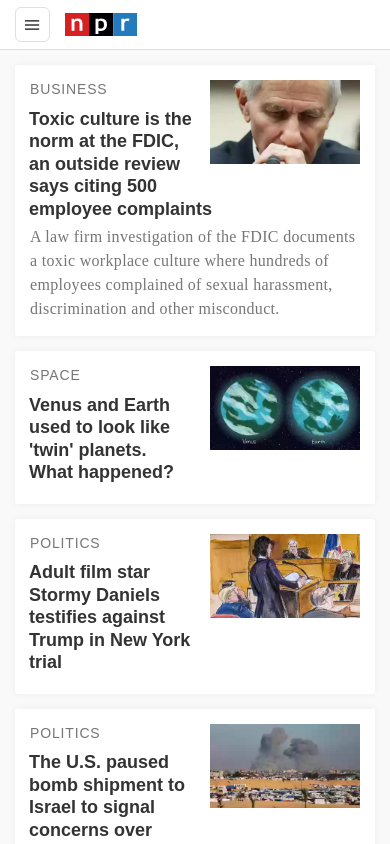 npr
BUSINESS
Toxic culture is the
norm at the FDIC,
an outside review
says citing 500
employee complaints
A law firm investigation of the FDIC documents
a toxic workplace culture where hundreds of
employees complained of sexual harassment,
discrimination and other misconduct.
SPACE
Venus and Earth
used to look like
'twin' planets.
What happened?
Venus
Earth
POLITICS
Adult film star
Stormy Daniels
testifies against
Trump in New York
trial
POLITICS
The U.S. paused
bomb shipment to
Israel to signal
concerns over